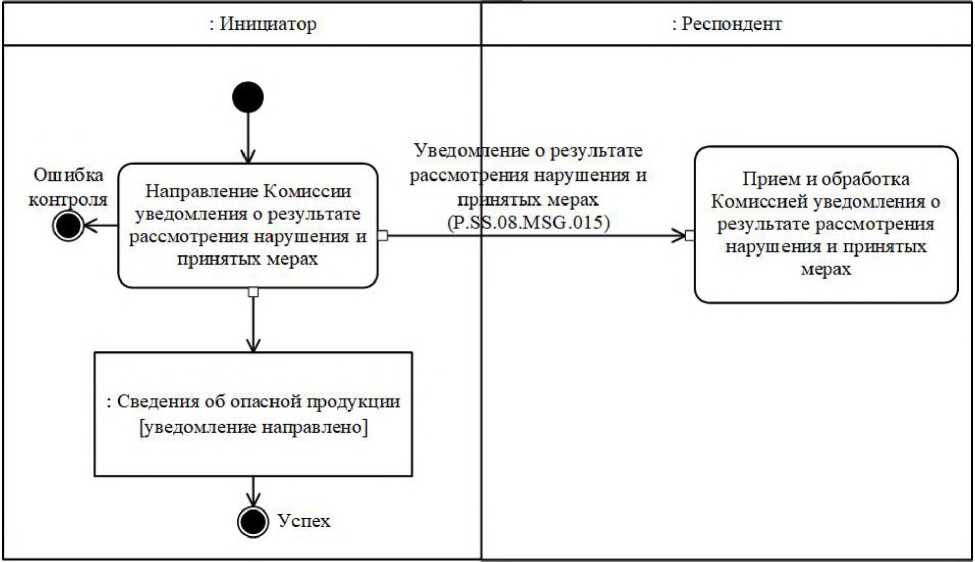 : Инициатор
: Респондент
Ошибка
контроля
Направление Комиссии
уведомления о результате
рассмотрения нарушения и
принятых мерах
Уведомление о результате
рассмотрения нарушения и
принятых мерах
(P.SS.08.MSG.015)
Прием и обработка
Комиссией уведомления о
результате рассмотрения
нарушения и принятых
мерах
: Сведения об опасной продукции
[уведомление направлено]
Успех